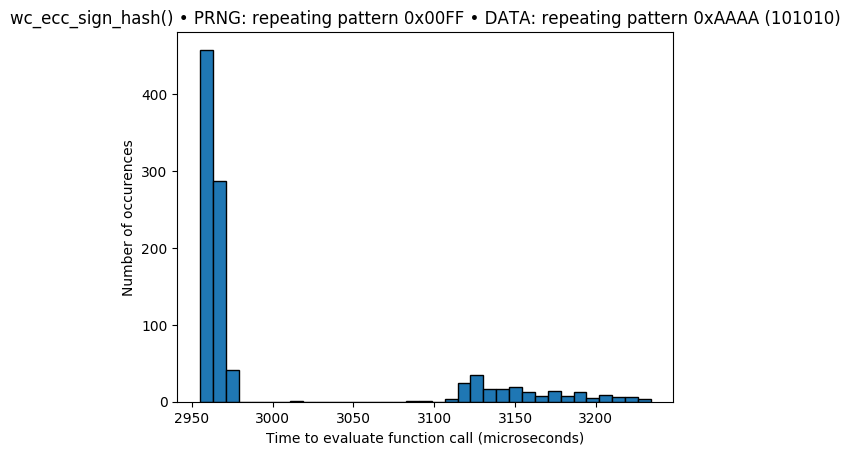 wc_ecc_sign_hash() • PRNG: repeating pattern 0x00FF • DATA: repeating pattern 0xAAAA (101010)
400
300
200
100
0
Number of occurences
2950 3000 3050 3100 3150 3200
Time to evaluate function call (microseconds)